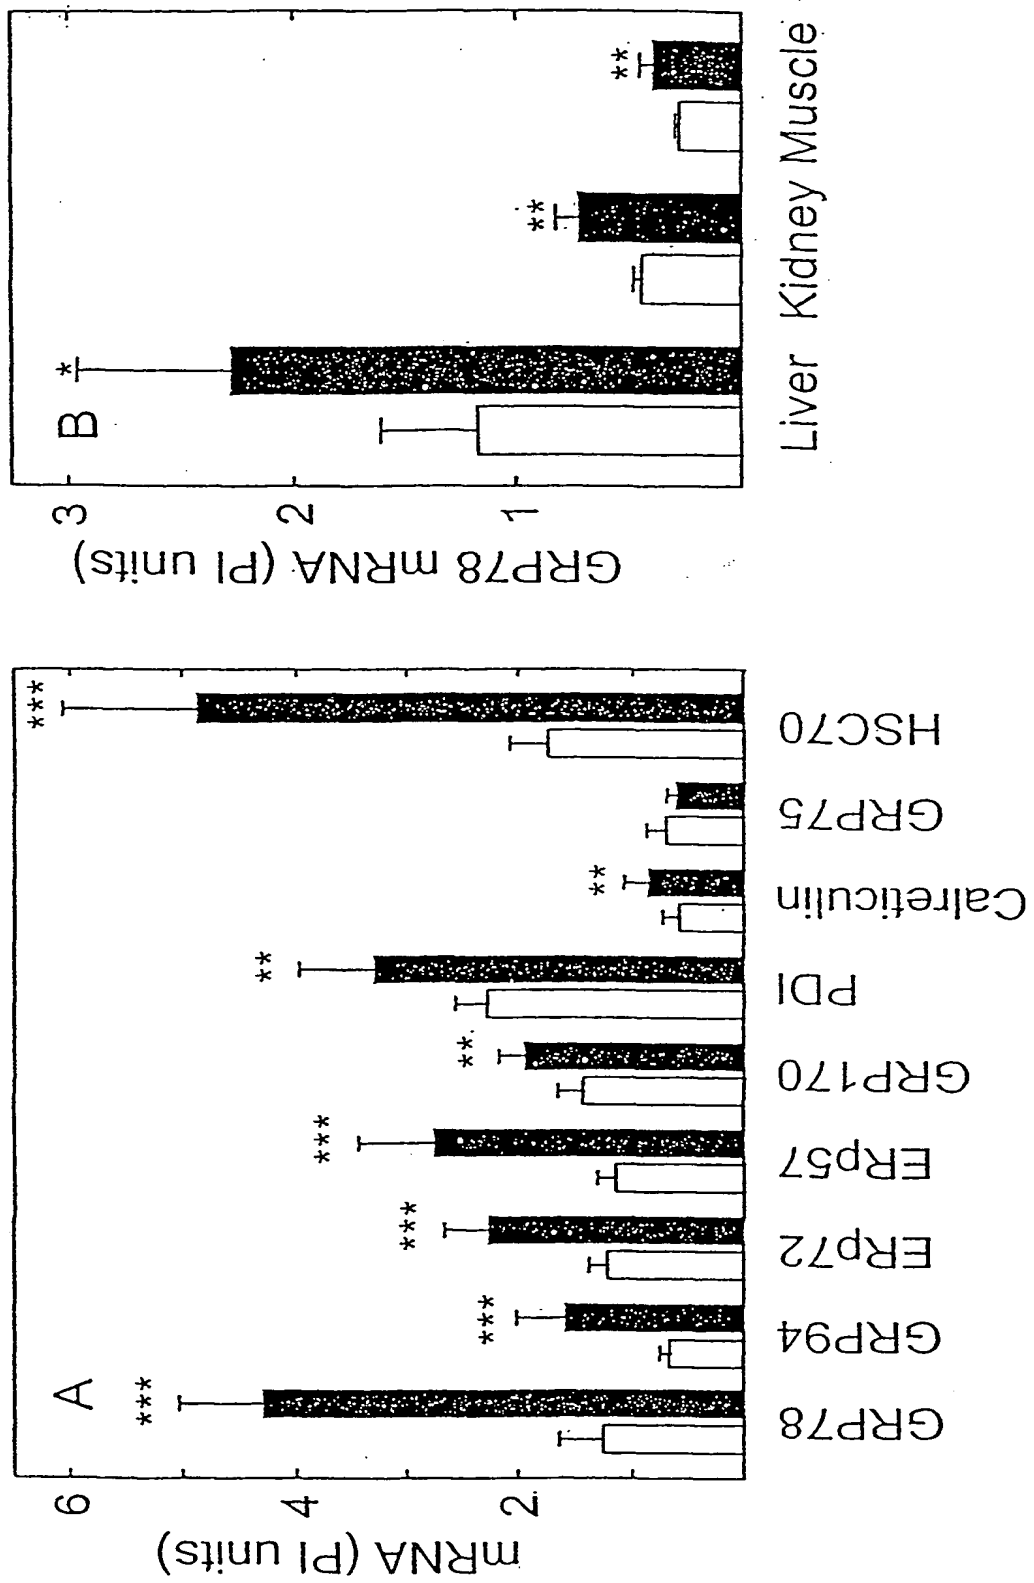 A
mRNA (PI units)
6
4
2
***
***
***
***
**
**
**
***
GRP78
GRP94
ERp72
ERp57
GRP170
PDI
Calreticulin
GRP75
HSC70
B
GRP78 mRNA (PI units)
3
2
1
*
**
**
Liver Kidney Muscle